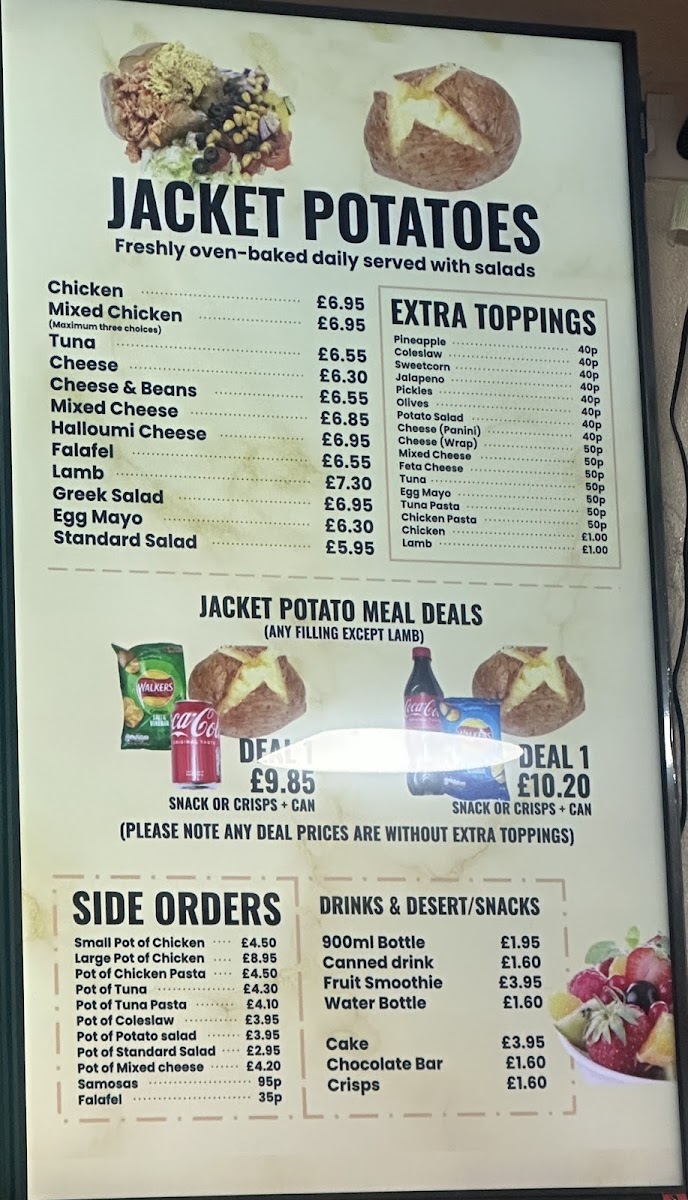 JACKET POTATOES
Freshly oven-baked daily served with salads
Chicken £6.95
Mixed Chicken £6.95
(Maximum three choices)
Tuna £6.55
Cheese £6.30
Cheese & Beans £6.55
Mixed Cheese £6.85
Halloumi Cheese £6.95
Falafel £6.55
Lamb £7.30
Greek Salad £6.95
Egg Mayo £6.30
Standard Salad £5.95
EXTRA TOPPINGS
Pineapple 40p
Coleslaw 40p
Sweetcorn 40p
Jalapeno 40p
Pickles 40p
Olives 40p
Potato Salad 40p
Cheese (Panini) 40p
Cheese (Wrap) 50p
Mixed Cheese 50p
Feta Cheese 50p
Tuna 50p
Egg Mayo 50p
Tuna Pasta 50p
Chicken Pasta 50p
Chicken £1.00
Lamb £1.00
JACKET POTATO MEAL DEALS
(ANY FILLING EXCEPT LAMB)
WALKERS
DEAL 1
£9.85
SNACK OR CRISPS + CAN
Coca-Cola
DEAL 1
£10.20
SNACK OR CRISPS + CAN
(PLEASE NOTE ANY DEAL PRICES ARE WITHOUT EXTRA TOPPINGS)
SIDE ORDERS
Small Pot of Chicken £4.50
Large Pot of Chicken £8.95
Pot of Chicken Pasta £4.50
Pot of Tuna £4.30
Pot of Tuna Pasta £4.10
Pot of Coleslaw £3.95
Pot of Potato salad £3.95
Pot of Standard Salad £2.95
Pot of Mixed cheese £4.20
Samosas 95p
Falafel 35p
DRINKS & DESERT/SNACKS
900ml Bottle £1.95
Canned drink £1.60
Fruit Smoothie £3.95
Water Bottle £1.60
Cake £3.95
Chocolate Bar £1.60
Crisps £1.60